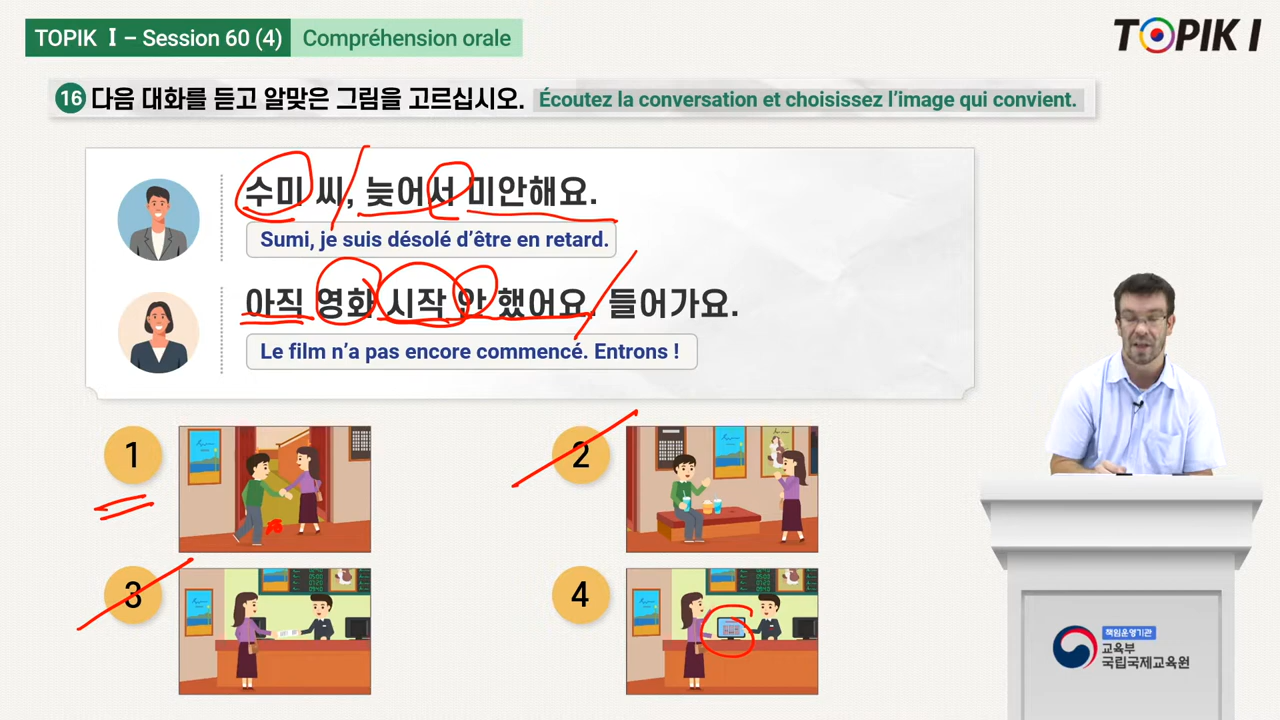 TOPIK Ⅰ – Session 60 (4) Compréhension orale
TOPIK I
16 다음 대화를 듣고 알맞은 그림을 고르십시오. Écoutez la conversation et choisissez l’image qui convient.
수미 씨, 늦어서 미안해요.
Sumi, je suis désolé d’être en retard.
아직 영화 시작 안 했어요. 들어가요.
Le film n’a pas encore commencé. Entrons !
1
2
3
4
책임운영기관
교육부
국립국제교육원